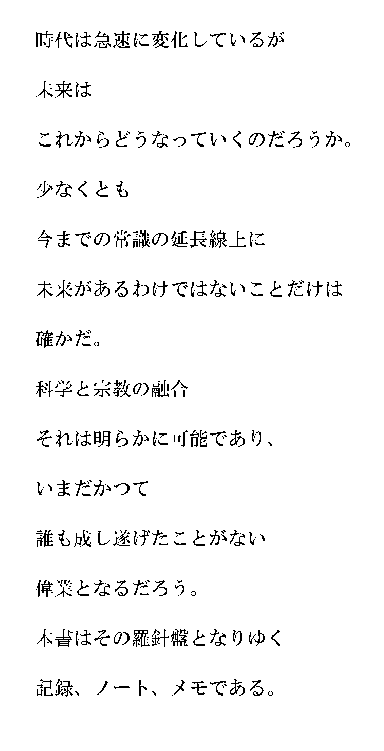 時代は急速に変化しているが
未来は
これからどうなっていくのだろうか。
少なくとも
今までの常識の延長線上に
未来があるわけではないことだけは
確かだ。
科学と宗教の融合
それは明らかに可能であり、
いまだかつて
誰も成し遂げたことがない
偉業となるだろう。
本書はその羅針盤となりゆく
記録、ノート、メモである。